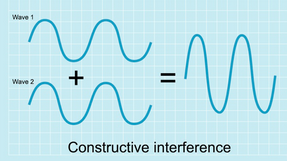 Wave 1
+
=
Wave 2
Constructive interference